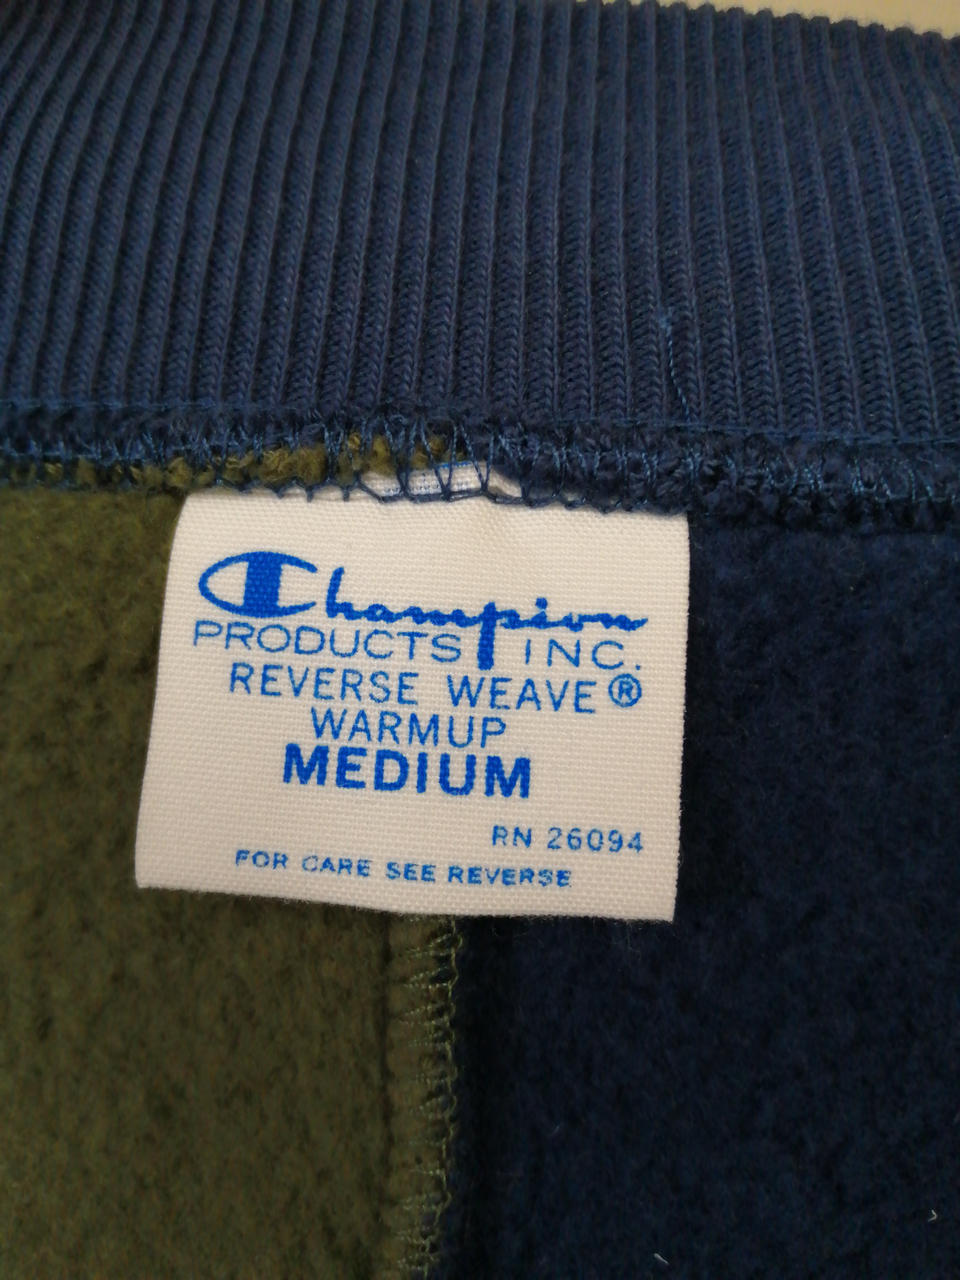 Champion
PRODUCTS INC.
REVERSE WEAVE®
WARMUP
MEDIUM
RN 26094
FOR CARE SEE REVERSE